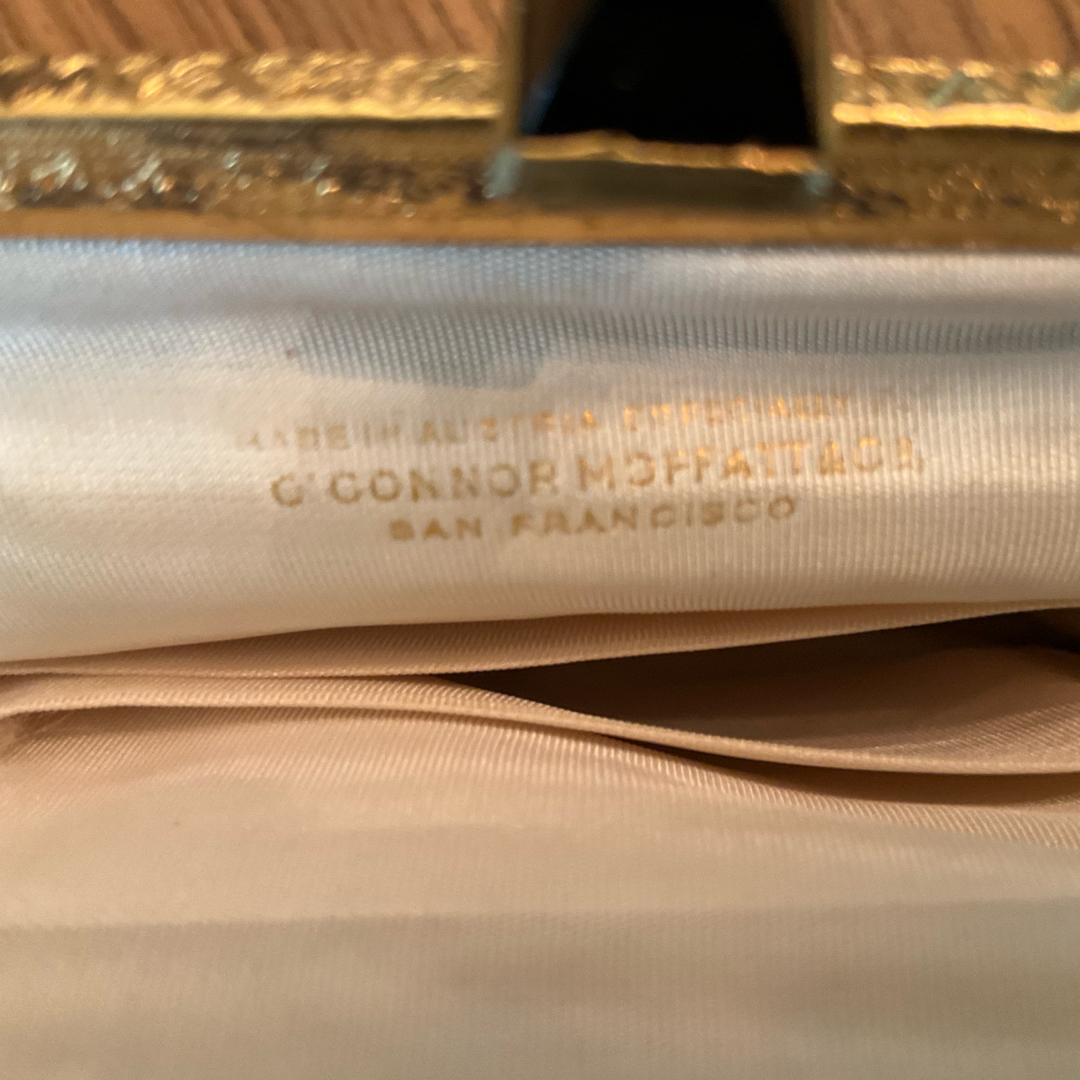 MADE IN AUSTRIA ESPECIALLY
O'CONNOR MOFFATT & CO.
SAN FRANCISCO